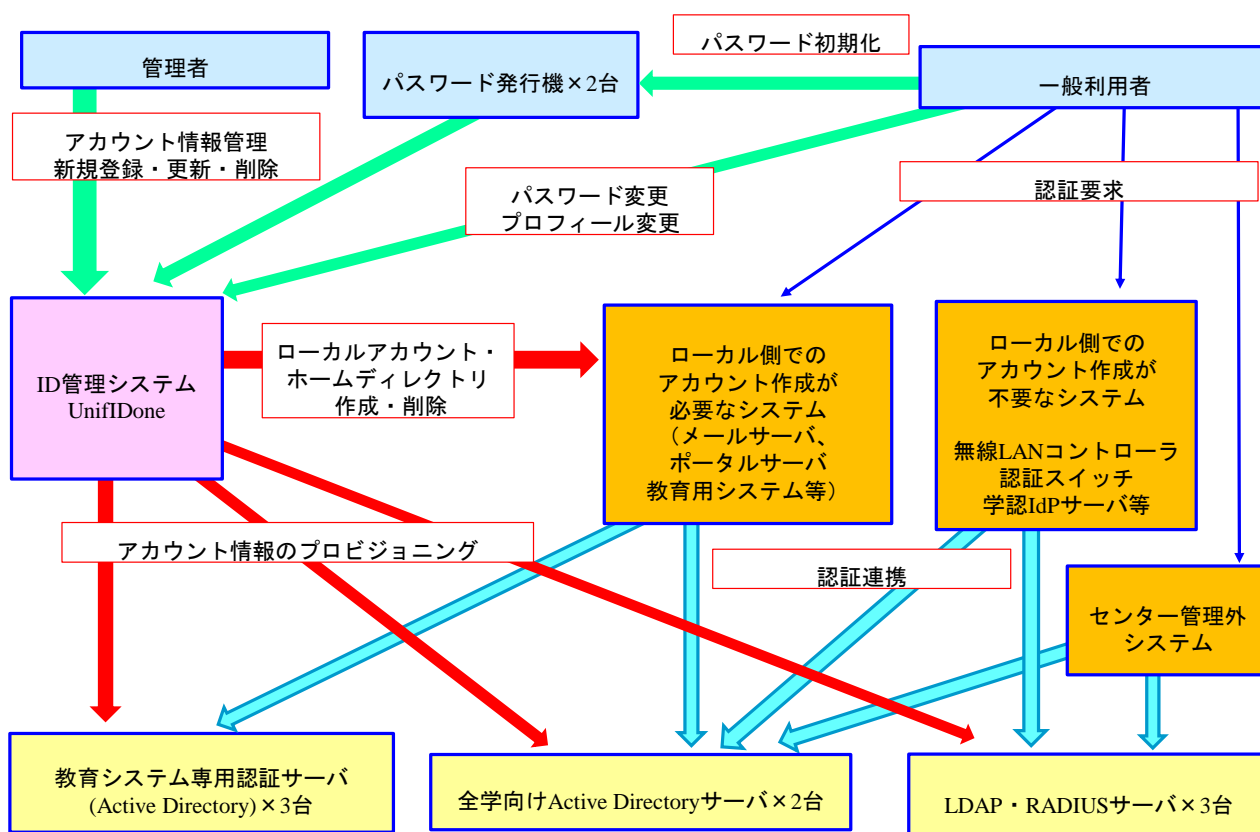 パスワード初期化
管理者
パスワード発行機×2台
一般利用者
アカウント情報管理
新規登録・更新・削除
パスワード変更
プロフィール変更
認証要求
ID管理システム
UnifIDone
ローカルアカウント・
ホームディレクトリ
作成・削除
ローカル側での
アカウント作成が
必要なシステム
（メールサーバ、
ポータルサーバ
教育用システム等）
ローカル側での
アカウント作成が
不要なシステム
無線LANコントローラ
認証スイッチ
学認IdPサーバ等
アカウント情報のプロビジョニング
認証連携
センター管理外
システム
教育システム専用認証サーバ
(Active Directory)×3台
全学向けActive Directoryサーバ×2台
LDAP・RADIUSサーバ×3台